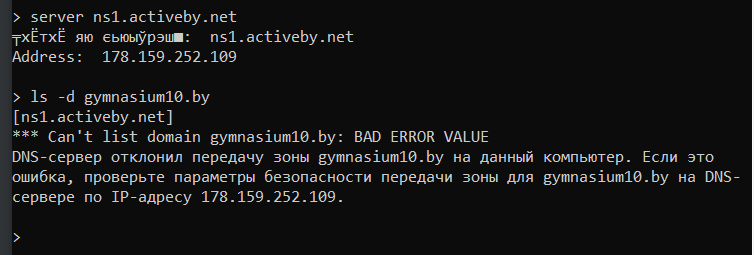 > server ns1.activeby.net
╤хЁтхЁ яю єьюыўрэш■:  ns1.activeby.net
Address:  178.159.252.109
> ls -d gymnasium10.by
[ns1.activeby.net]
*** Can't list domain gymnasium10.by: BAD ERROR VALUE
DNS-сервер отклонил передачу зоны gymnasium10.by на данный компьютер. Если это
ошибка, проверьте параметры безопасности передачи зоны для gymnasium10.by на DNS-
сервере по IP-адресу 178.159.252.109.
>